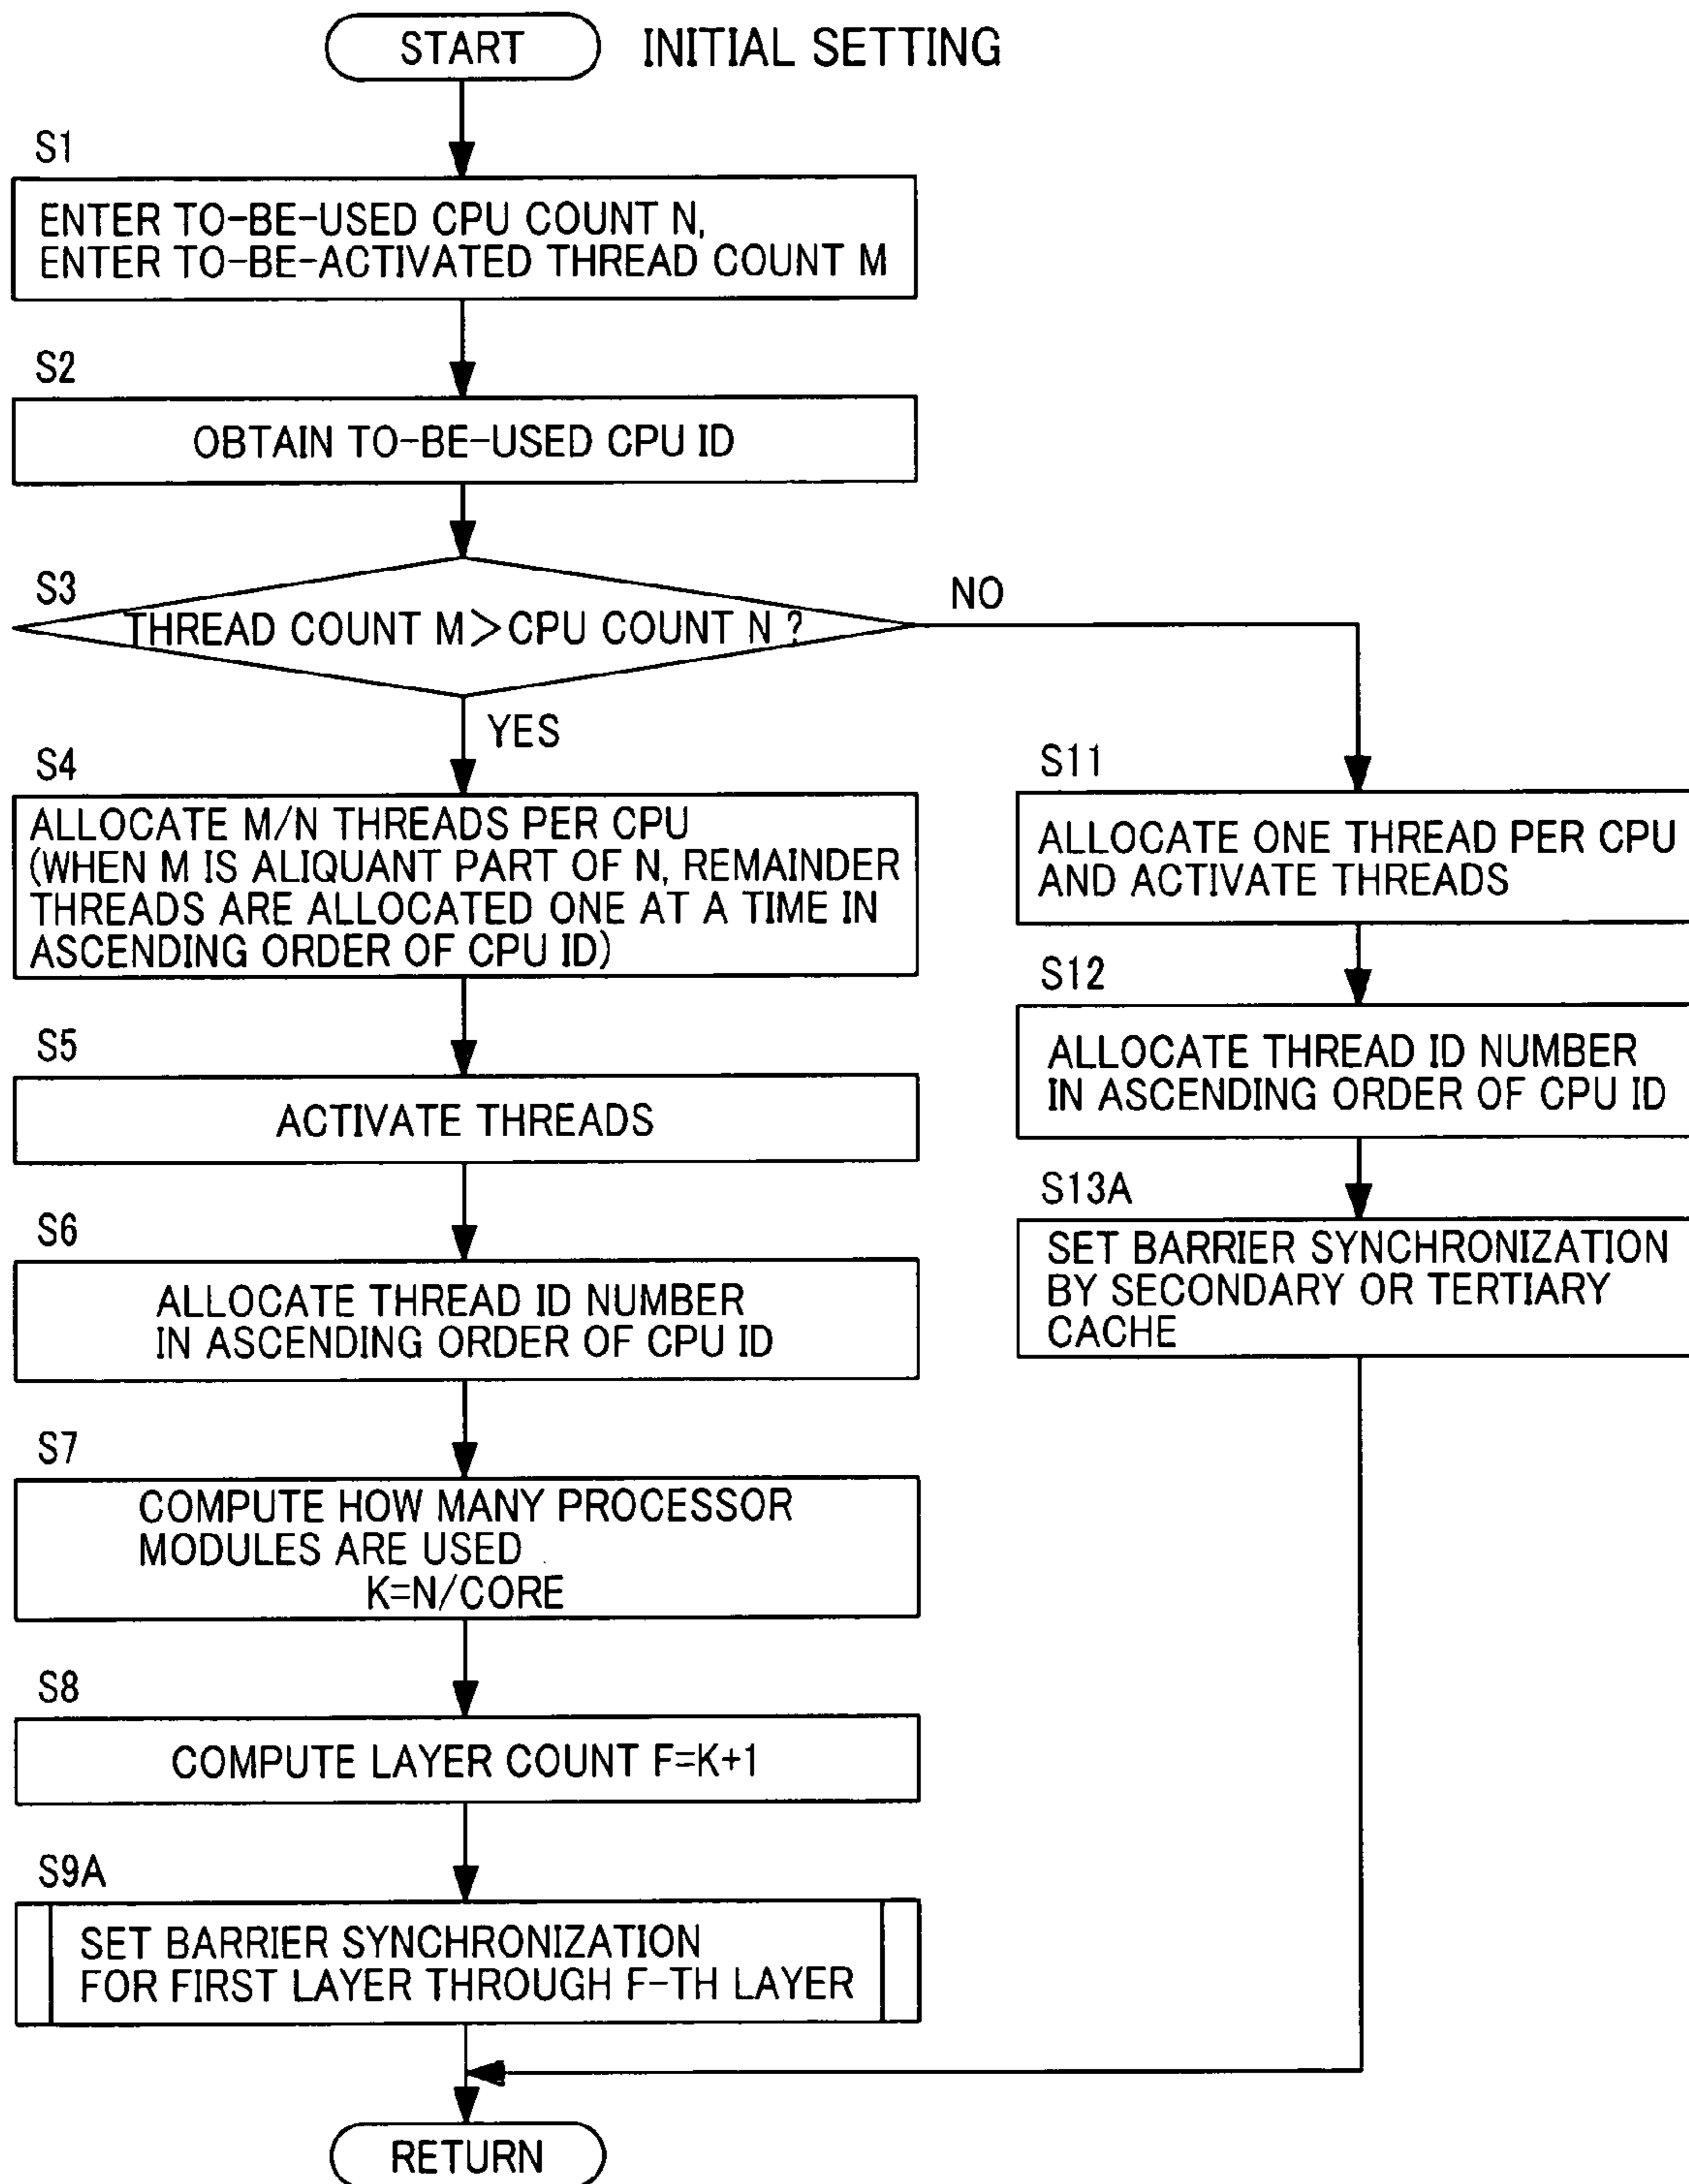 START
INITIAL SETTING
S1
ENTER TO-BE-USED CPU COUNT N,
ENTER TO-BE-ACTIVATED THREAD COUNT M
S2
OBTAIN TO-BE-USED CPU ID
S3
THREAD COUNT M>CPU COUNT N ?
NO
YES
S4
ALLOCATE M/N THREADS PER CPU
(WHEN M IS ALIQUANT PART OF N, REMAINDER
THREADS ARE ALLOCATED ONE AT A TIME IN
ASCENDING ORDER OF CPU ID)
S5
ACTIVATE THREADS
S6
ALLOCATE THREAD ID NUMBER
IN ASCENDING ORDER OF CPU ID
S7
COMPUTE HOW MANY PROCESSOR
MODULES ARE USED
K=N/CORE
S8
COMPUTE LAYER COUNT F=K+1
S9A
SET BARRIER SYNCHRONIZATION
FOR FIRST LAYER THROUGH F-TH LAYER
S11
ALLOCATE ONE THREAD PER CPU
AND ACTIVATE THREADS
S12
ALLOCATE THREAD ID NUMBER
IN ASCENDING ORDER OF CPU ID
S13A
SET BARRIER SYNCHRONIZATION
BY SECONDARY OR TERTIARY
CACHE
RETURN